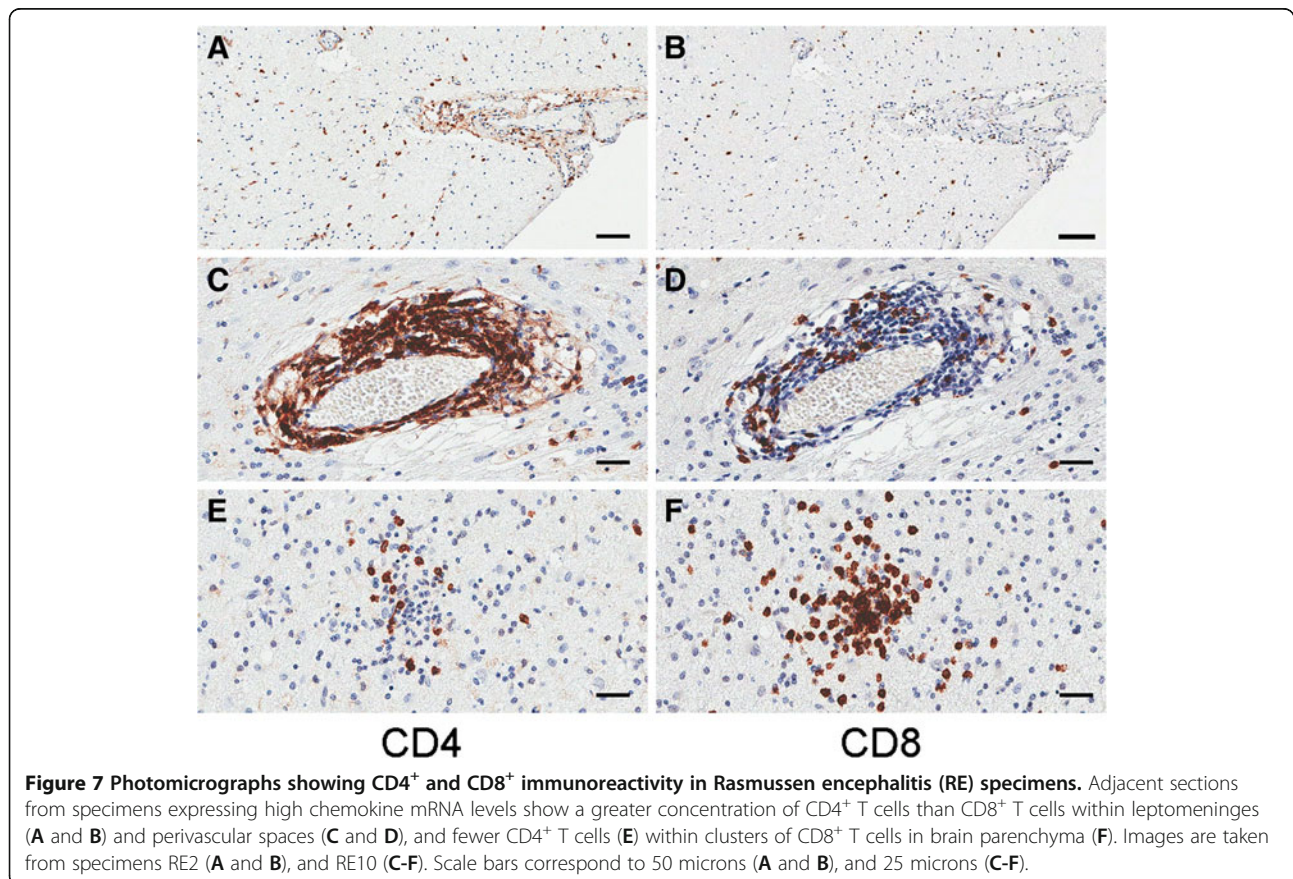 A
B
C
D
E
F
CD4
CD8
Figure 7 Photomicrographs showing CD4⁺ and CD8⁺ immunoreactivity in Rasmussen encephalitis (RE) specimens. Adjacent sections
from specimens expressing high chemokine mRNA levels show a greater concentration of CD4⁺ T cells than CD8⁺ T cells within leptomeninges
(A and B) and perivascular spaces (C and D), and fewer CD4⁺ T cells (E) within clusters of CD8⁺ T cells in brain parenchyma (F). Images are taken
from specimens RE2 (A and B), and RE10 (C-F). Scale bars correspond to 50 microns (A and B), and 25 microns (C-F).